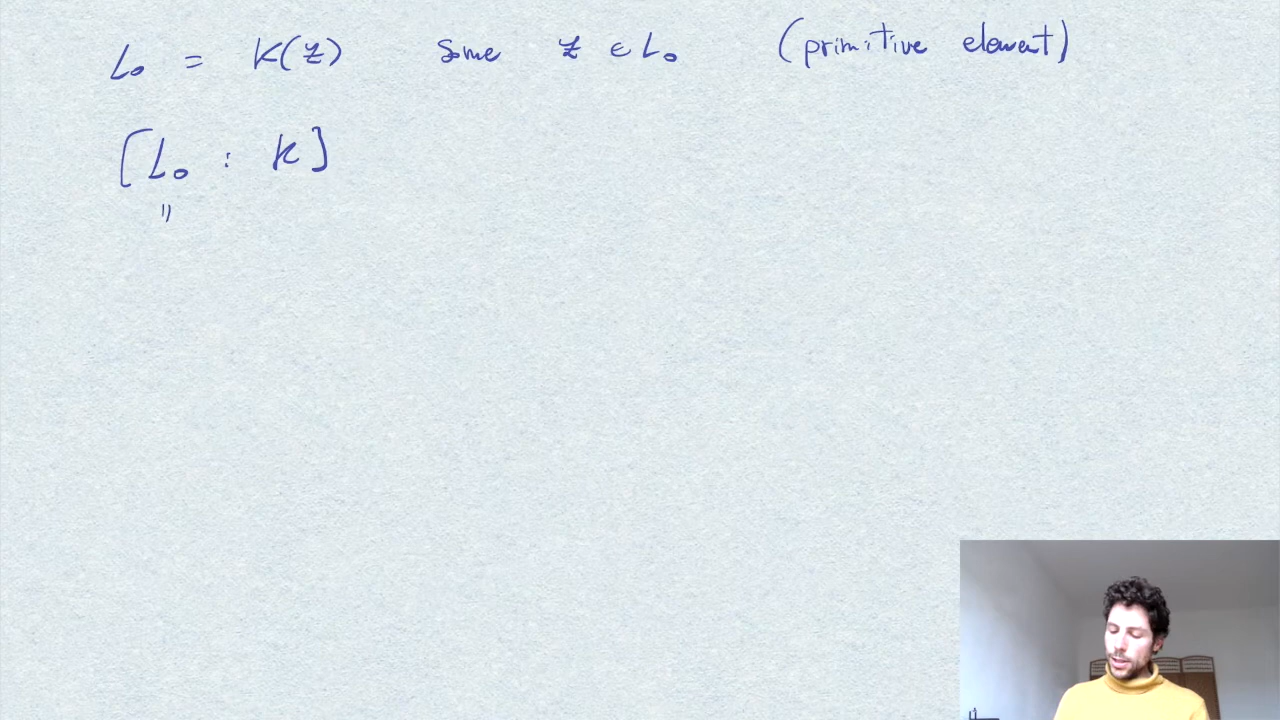 L₀ = K(z) some z ∈ L₀ (primitive element)
[L₀ : K]
"